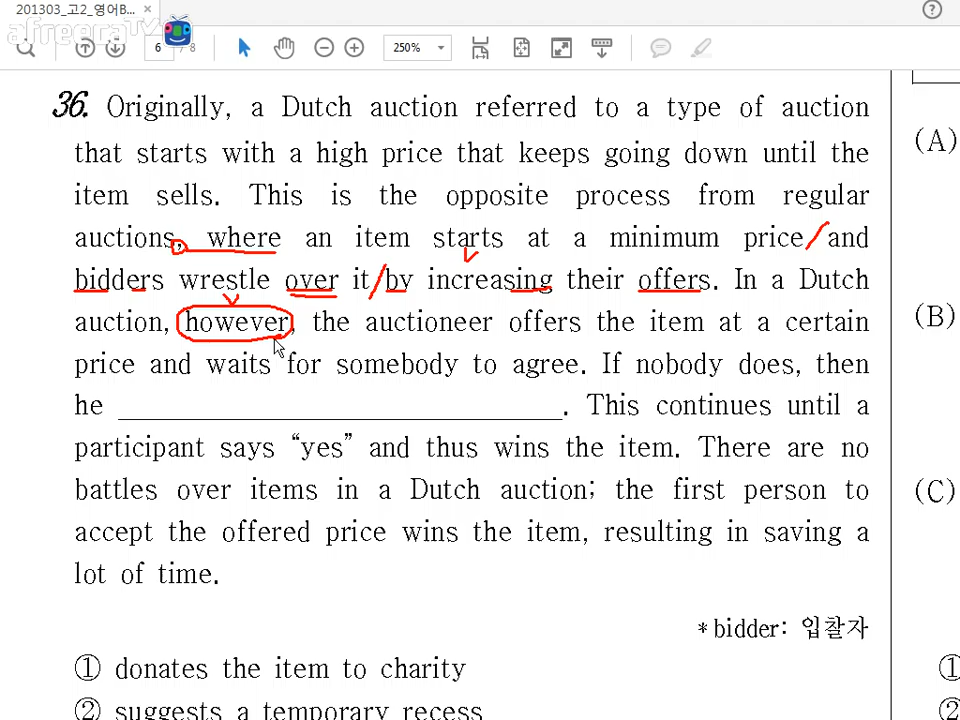 201303_고2_영어B...
afreecaTV
6 / 8
250%
36. Originally, a Dutch auction referred to a type of auction
that starts with a high price that keeps going down until the
item sells. This is the opposite process from regular
auctions, where an item starts at a minimum price and
bidders wrestle over it by increasing their offers. In a Dutch
auction, however, the auctioneer offers the item at a certain
price and waits for somebody to agree. If nobody does, then
he ______________________________. This continues until a
participant says “yes” and thus wins the item. There are no
battles over items in a Dutch auction; the first person to
accept the offered price wins the item, resulting in saving a
lot of time.
*bidder: 입찰자
① donates the item to charity
② suggests a temporary recess
(A)
(B)
(C)
①
②